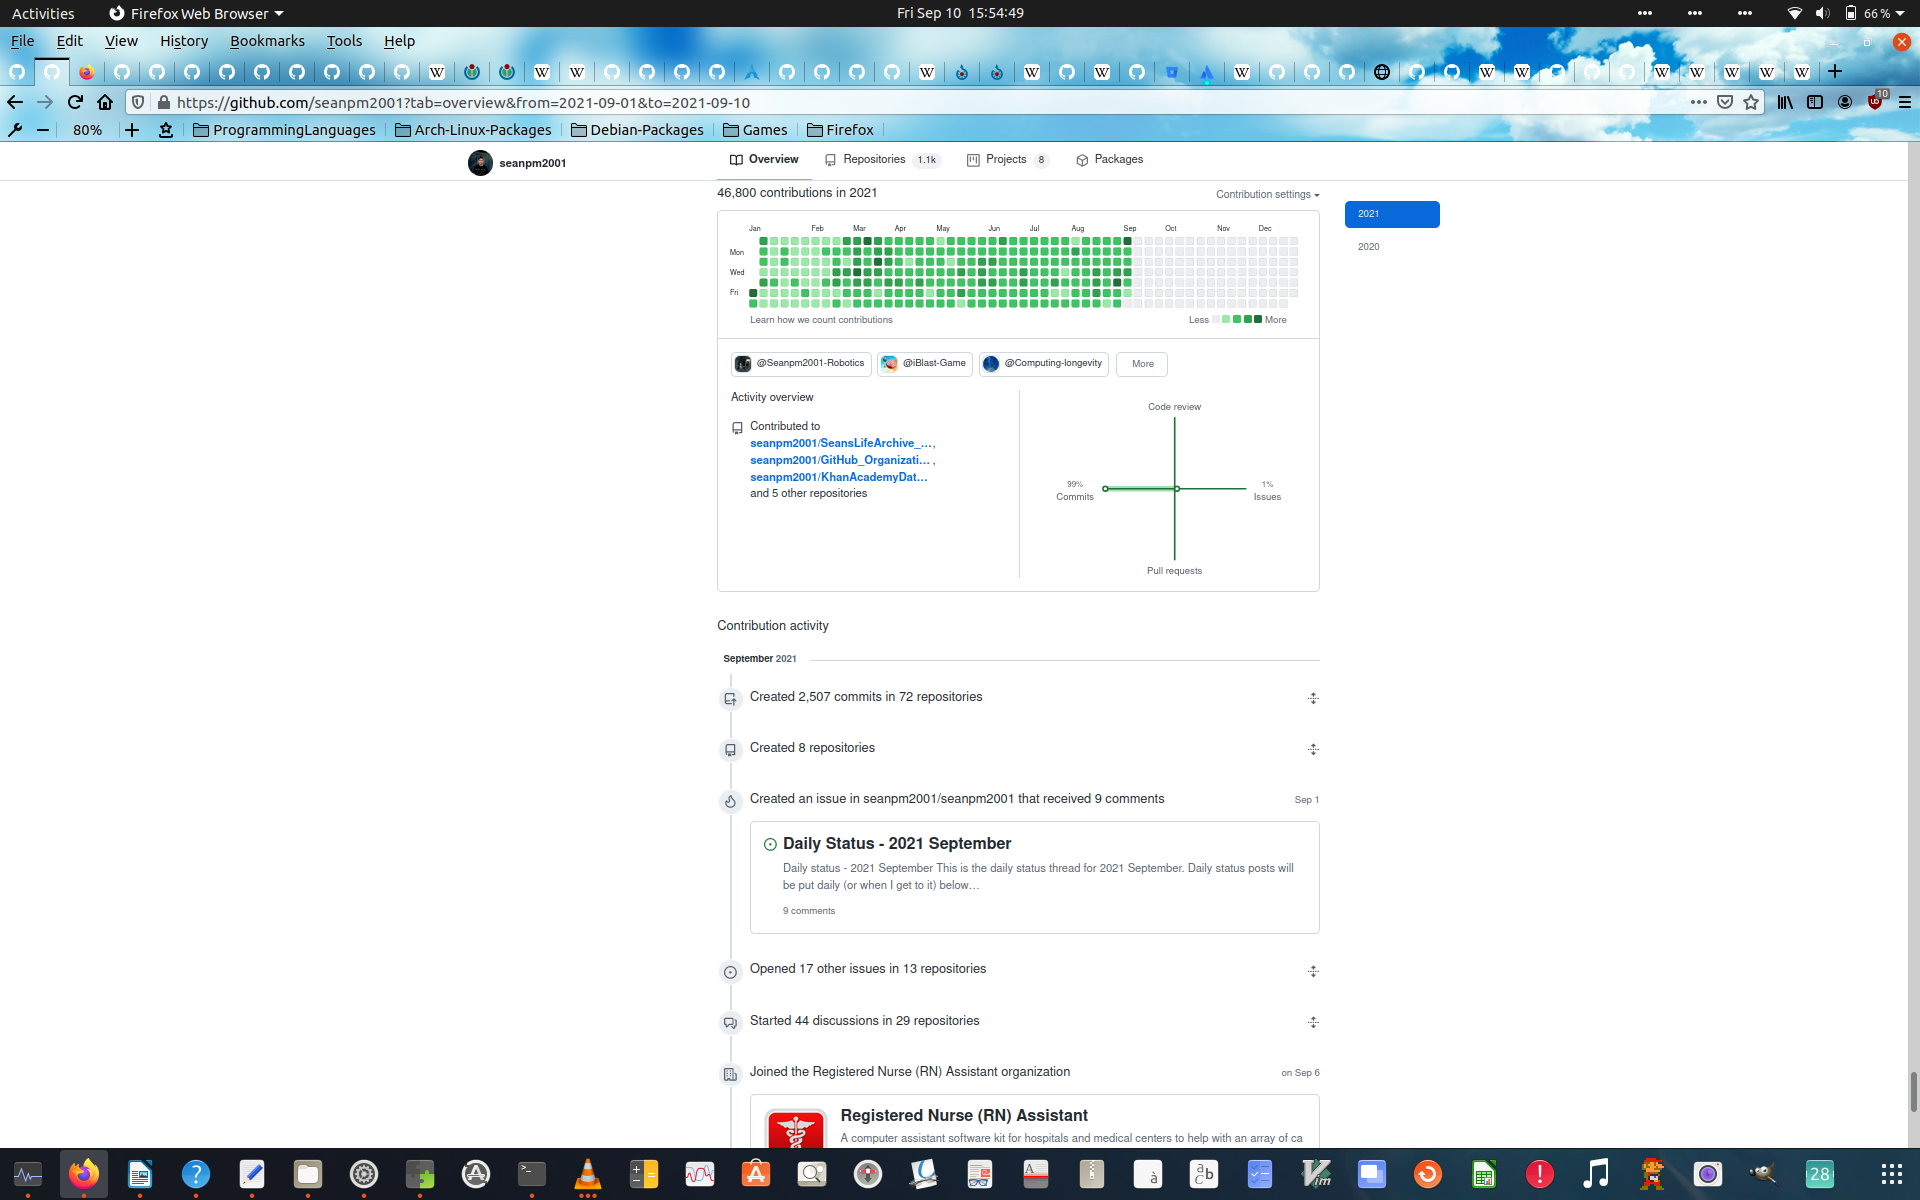 Activities Firefox Web Browser Fri Sep 10 15:54:49 66 %
File Edit View History Bookmarks Tools Help
https://github.com/seanpm2001?tab=overview&from=2021-09-01&to=2021-09-10 10
80% ProgrammingLanguages Arch-Linux-Packages Debian-Packages Games Firefox
seanpm2001 Overview Repositories 1.1k Projects 8 Packages
46,800 contributions in 2021 Contribution settings
2021
2020
Jan Feb Mar Apr May Jun Jul Aug Sep Oct Nov Dec
Mon
Wed
Fri
Learn how we count contributions Less More
@Seanpm2001-Robotics @iBlast-Game @Computing-longevity More
Activity overview
Contributed to
seanpm2001/SeansLifeArchive_…,
seanpm2001/GitHub_Organizati… ,
seanpm2001/KhanAcademyDat…
and 5 other repositories
Code review
99%
Commits
1%
Issues
Pull requests
Contribution activity
September 2021
Created 2,507 commits in 72 repositories
Created 8 repositories
Created an issue in seanpm2001/seanpm2001 that received 9 comments Sep 1
Daily Status - 2021 September
Daily status - 2021 September This is the daily status thread for 2021 September. Daily status posts will
be put daily (or when I get to it) below…
9 comments
Opened 17 other issues in 13 repositories
Started 44 discussions in 29 repositories
Joined the Registered Nurse (RN) Assistant organization on Sep 6
Registered Nurse (RN) Assistant
A computer assistant software kit for hospitals and medical centers to help with an array of ca
28